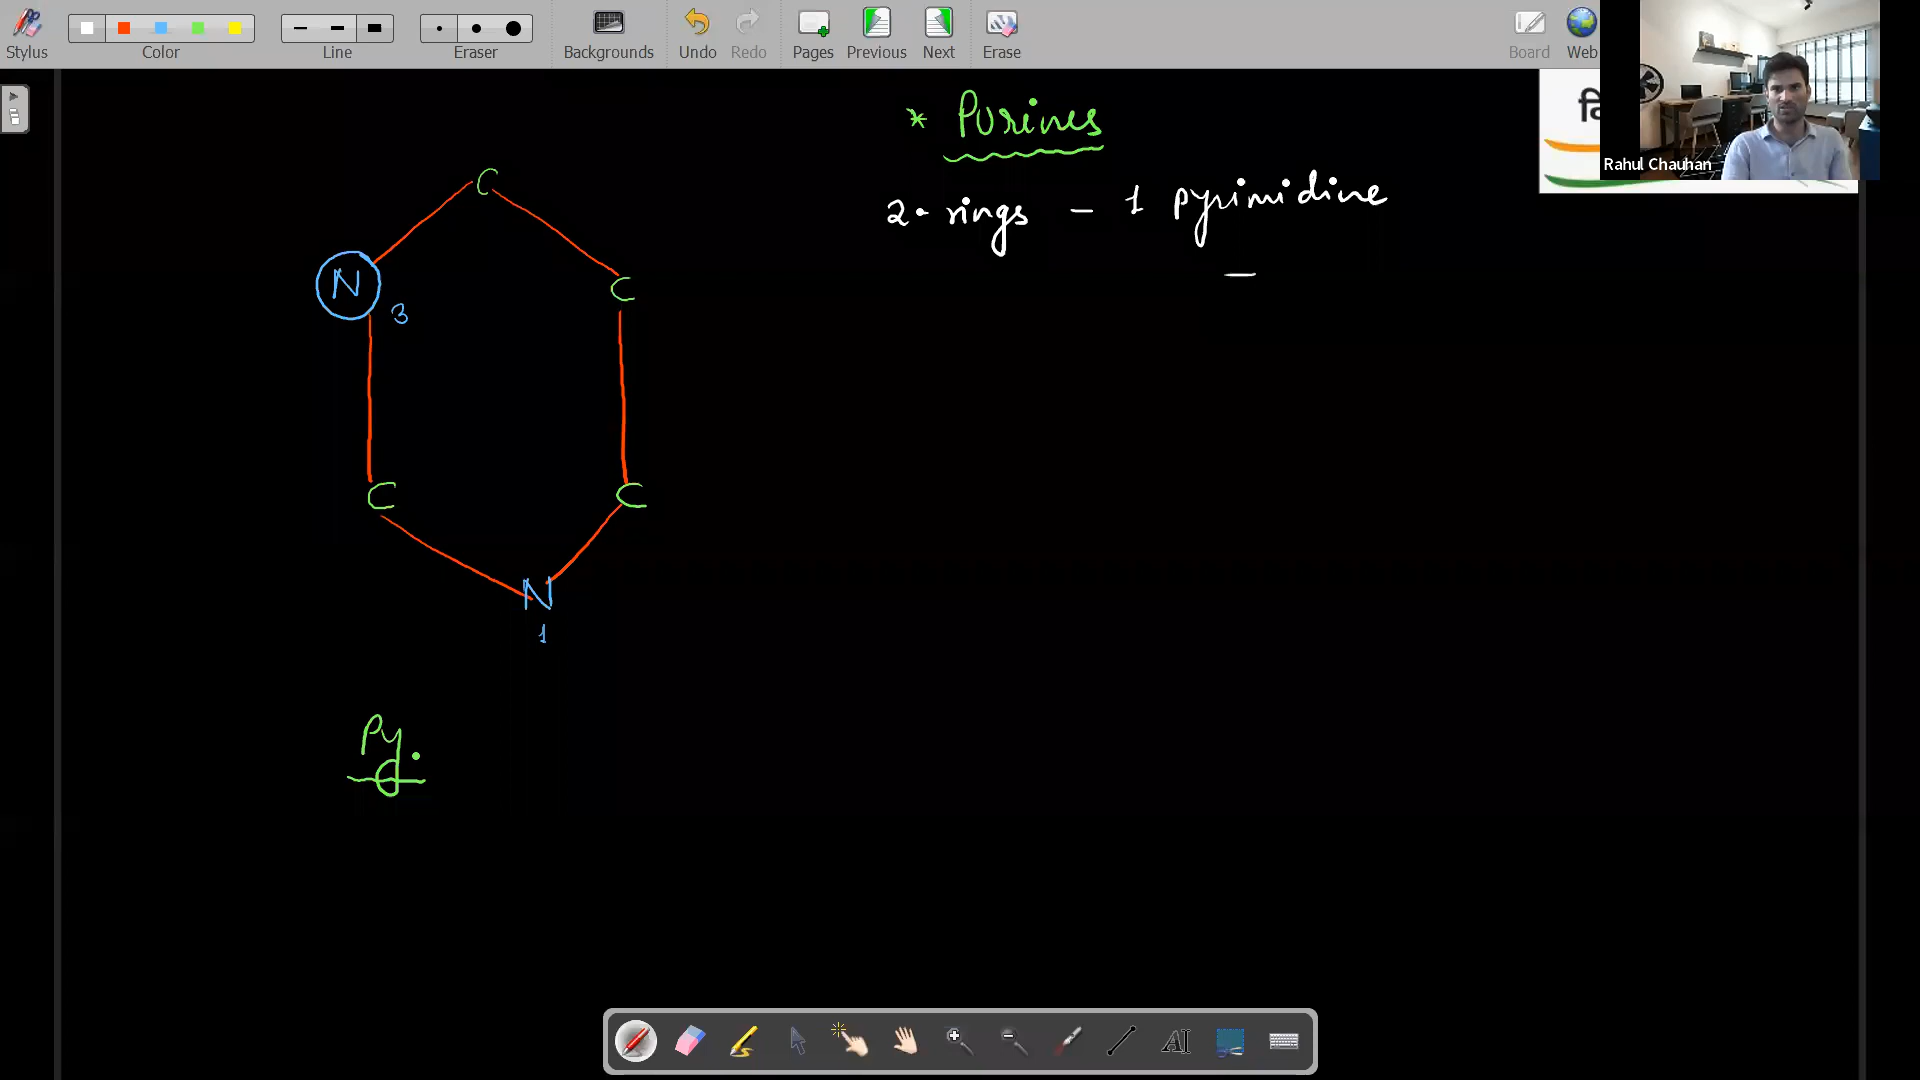 Stylus
Color
Line
Eraser
Backgrounds
Undo
Redo
Pages
Previous
Next
Erase
Board
Web
Rahul Chauhan
* Purines
2. rings - 1 pyrimidine
-
C
N
3
C
C
C
N
1
Py.
AI